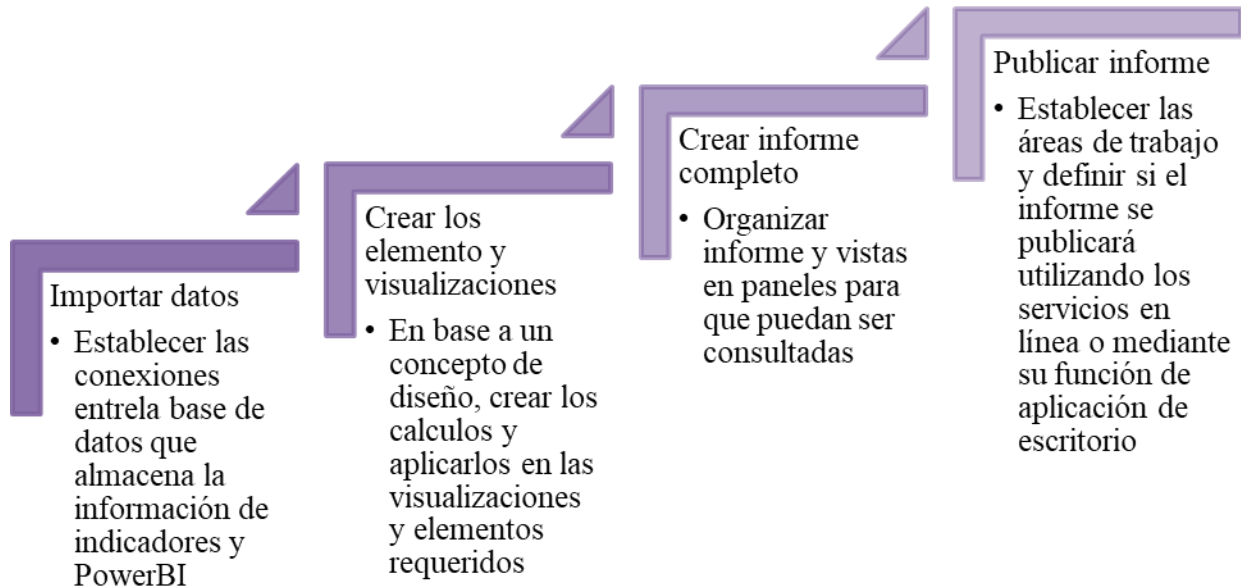 Importar datos
• Establecer las
conexiones
entrela base de
datos que
almacena la
información de
indicadores y
PowerBI
Crear los
elemento y
visualizaciones
• En base a un
concepto de
diseño, crear los
calculos y
aplicarlos en las
visualizaciones
y elementos
requeridos
Crear informe
completo
• Organizar
informe y vistas
en paneles para
que puedan ser
consultadas
Publicar informe
• Establecer las
áreas de trabajo
y definir si el
informe se
publicará
utilizando los
servicios en
línea o mediante
su función de
aplicación de
escritorio